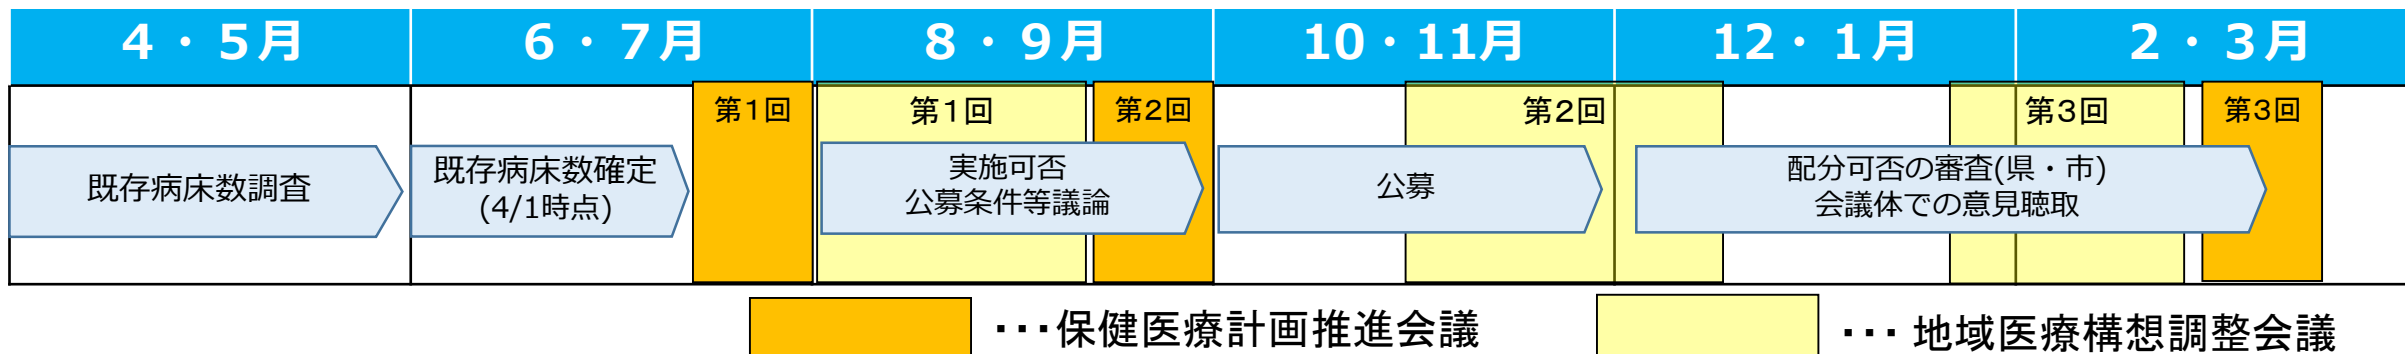 4・5月
6・7月
8・9月
10・11月
12・1月
2・3月
第1回
第1回
第2回
第2回
第3回
第3回
既存病床数調査
既存病床数確定
(4/1時点)
実施可否
公募条件等議論
公募
配分可否の審査(県・市)
会議体での意見聴取
・・・保健医療計画推進会議
・・・地域医療構想調整会議